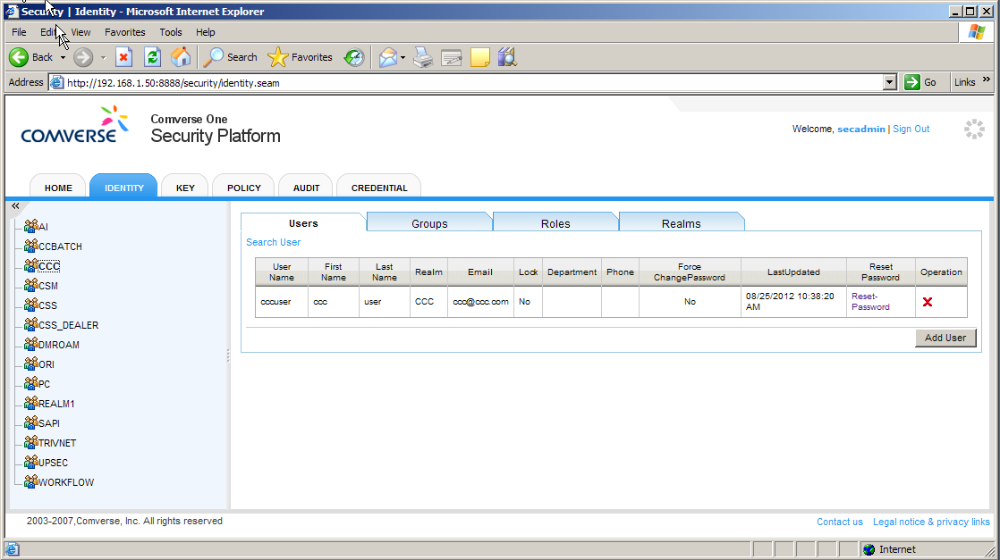 Security | Identity - Microsoft Internet Explorer
File Edit View Favorites Tools Help
Back Search Favorites
Address http://192.168.1.50:8888/security/identity.seam Go Links »
COMVERSE
Comverse One
Security Platform
Welcome, secadmin | Sign Out
HOME IDENTITY KEY POLICY AUDIT CREDENTIAL
«
AI
CCBATCH
CCC
CSM
CSS
CSS_DEALER
DMROAM
ORI
PC
REALM1
SAPI
TRIVNET
UPSEC
WORKFLOW
Users Groups Roles Realms
Search User
User Name First Name Last Name Realm Email Lock Department Phone Force ChangePassword LastUpdated Reset Password Operation
cccuser ccc user CCC ccc@ccc.com No No 08/25/2012 10:38:20 AM Reset-Password
Add User
2003-2007,Comverse, Inc. All rights reserved
Contact us Legal notice & privacy links
Internet